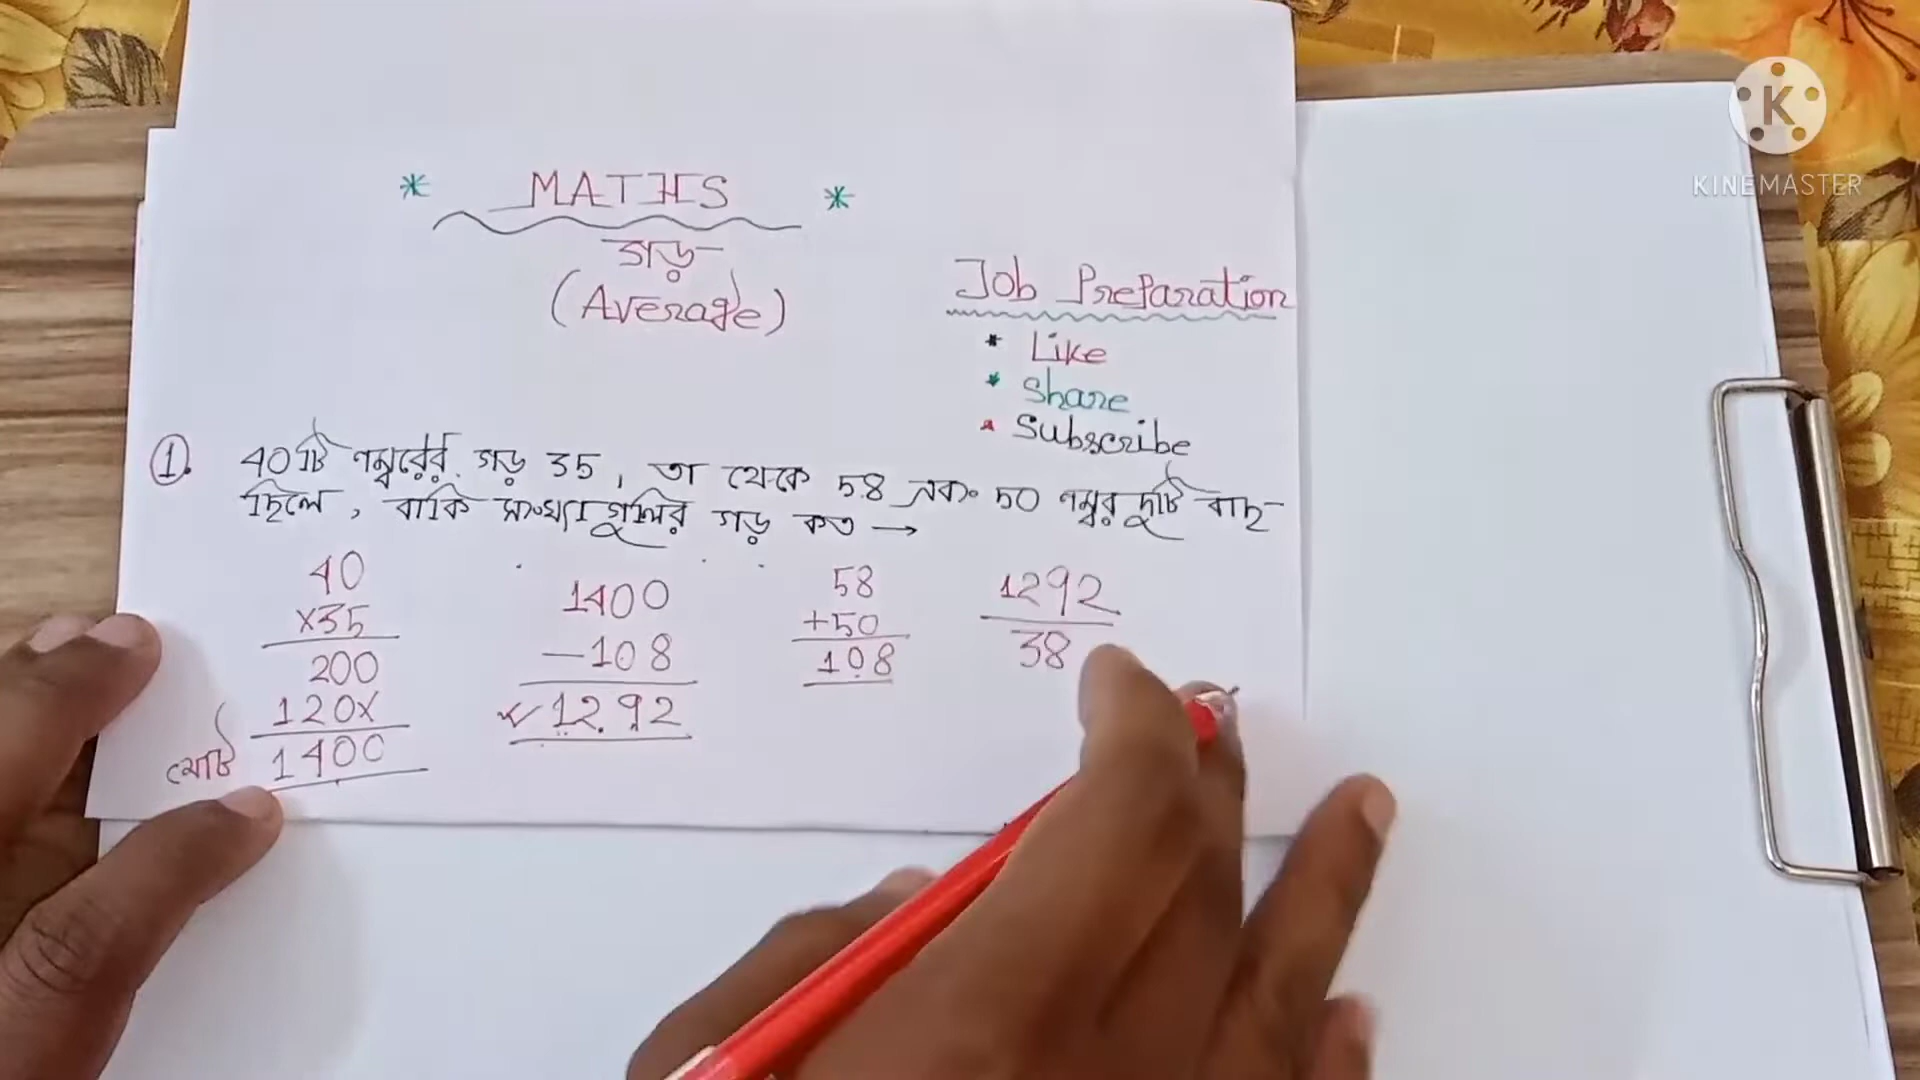 * MATHS *
গড়
(Average)
Job Preparation
* Like
* Share
* Subscribe
1. 40টি নম্বরের গড় 35, তা থেকে 58 এবং 50 নম্বর দুটি বাদ
ছিলে, বাকি সংখ্যাগুলির গড় কত →
40
×35
200
120×
মোট 1400
1400
-108
1292
58
+50
108
1292
38
K
KINEMASTER